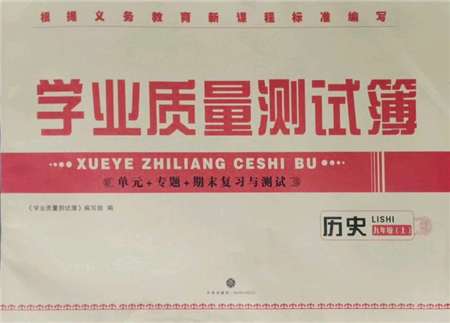 根据义务教育新课程标准编写
学业质量测试簿
XUEYE ZHILIANG CESHI BU
单元+专题+期末复习与测试
《学业质量测试簿》编写组 编
历史
LISHI
九年级（上）